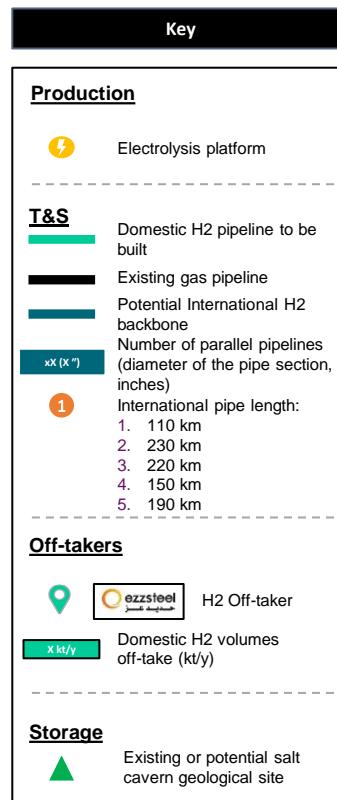 Key
Production
Electrolysis platform
T&S
Domestic H2 pipeline to be
built
Existing gas pipeline
Potential International H2
backbone
xX (X ")
Number of parallel pipelines
(diameter of the pipe section,
inches)
1
International pipe length:
1. 110 km
2. 230 km
3. 220 km
4. 150 km
5. 190 km
Off-takers
ezzsteel
حديد عز
H2 Off-taker
X kt/y
Domestic H2 volumes
off-take (kt/y)
Storage
Existing or potential salt
cavern geological site